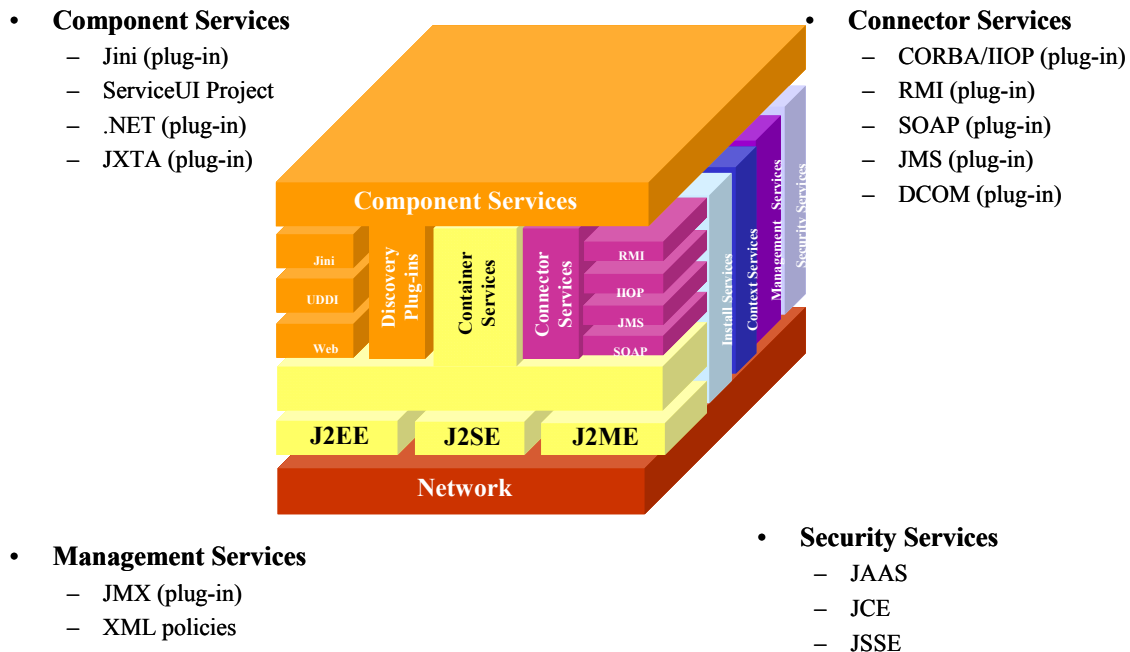 • Component Services
– Jini (plug-in)
– ServiceUI Project
– .NET (plug-in)
– JXTA (plug-in)
• Connector Services
– CORBA/IIOP (plug-in)
– RMI (plug-in)
– SOAP (plug-in)
– JMS (plug-in)
– DCOM (plug-in)
Component Services
Jini
UDDI
Web
Discovery
Plug-ins
Container
Services
Connector
Services
RMI
IIOP
JMS
SOAP
Install Services
Context Services
Management Services
Security Services
J2EE
J2SE
J2ME
Network
• Management Services
– JMX (plug-in)
– XML policies
• Security Services
– JAAS
– JCE
– JSSE